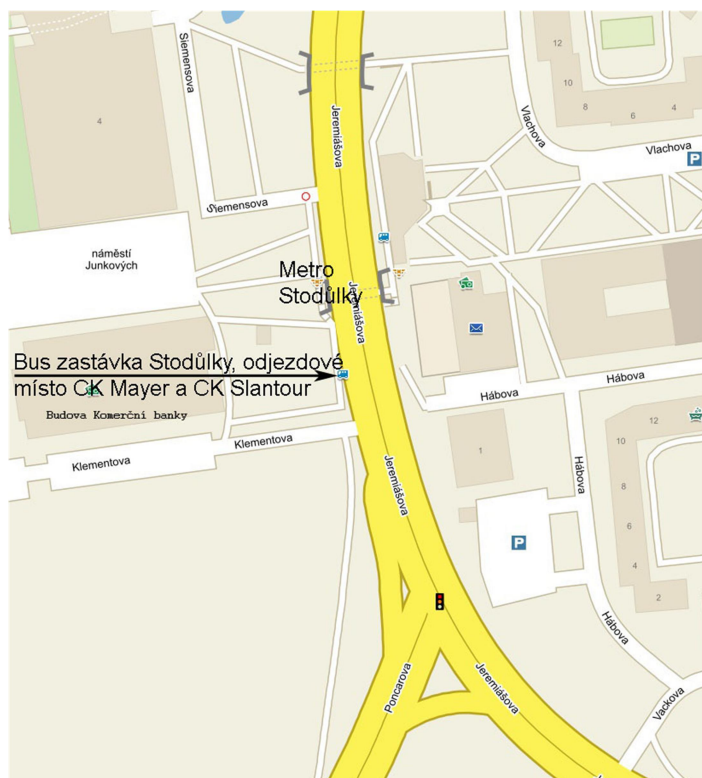 Siemensova
Jeremiášova
12
10
8
6
4
4
Vlachova
Vlachova
P
Siemensova
náměstí
Junkových
Metro
Stodůlky
Jeremiášova
Bus zastávka Stodůlky, odjezdové
místo CK Mayer a CK Slantour
Budova Komerční banky
Hábova
Hábova
Klementova
Klementova
Jeremiášova
1
Hábova
12
10
8
6
4
2
P
Hábova
Poncarova
Jeremiášova
Vackova